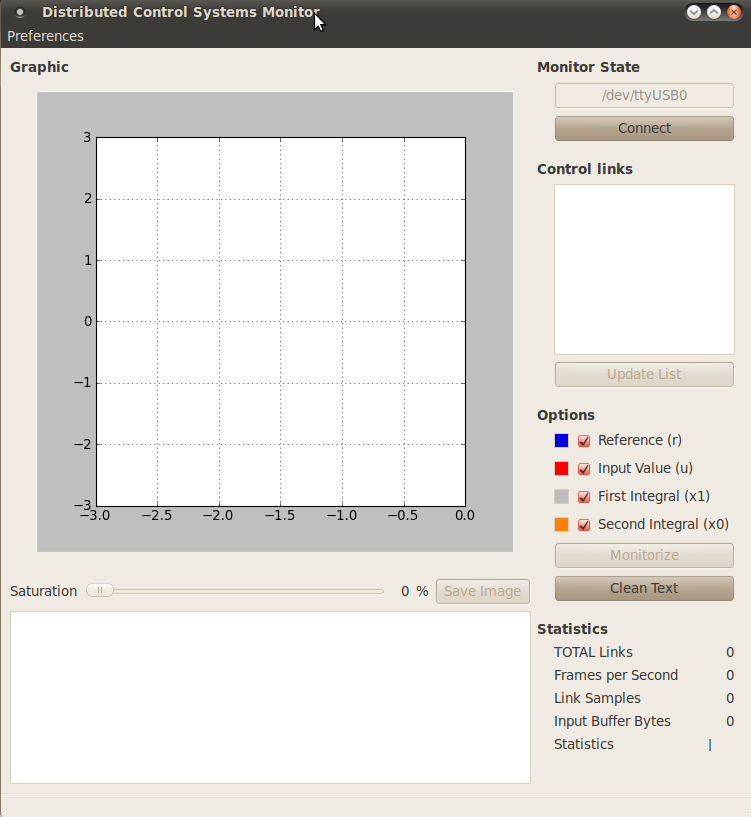 Distributed Control Systems Monitor
Preferences
Graphic
3
2
1
0
−1
−2
−3
−3.0 −2.5 −2.0 −1.5 −1.0 −0.5 0.0
Saturation 0 % Save Image
Monitor State
/dev/ttyUSB0
Connect
Control links
Update List
Options
Reference (r)
Input Value (u)
First Integral (x1)
Second Integral (x0)
Monitorize
Clean Text
Statistics
TOTAL Links 0
Frames per Second 0
Link Samples 0
Input Buffer Bytes 0
Statistics |